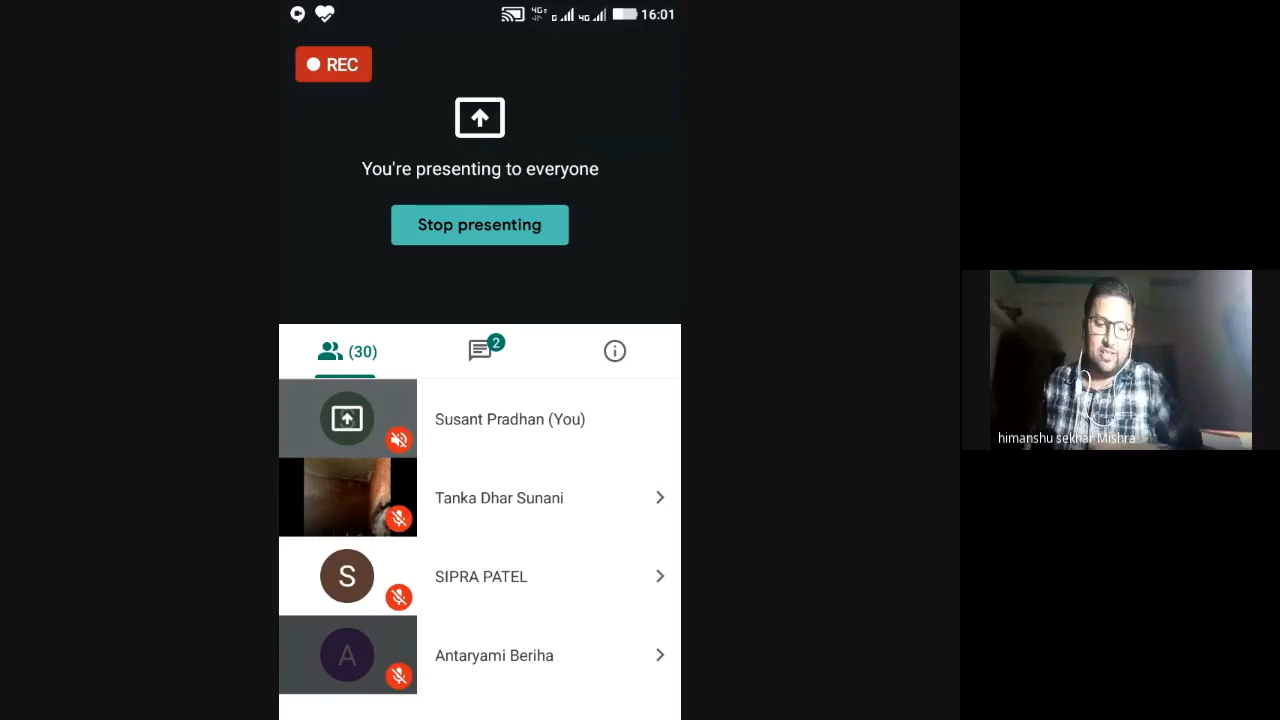 16:01
REC
You're presenting to everyone
Stop presenting
(30)
2
Susant Pradhan (You)
Tanka Dhar Sunani
S
SIPRA PATEL
A
Antaryami Beriha
himanshu sekhar Mishra